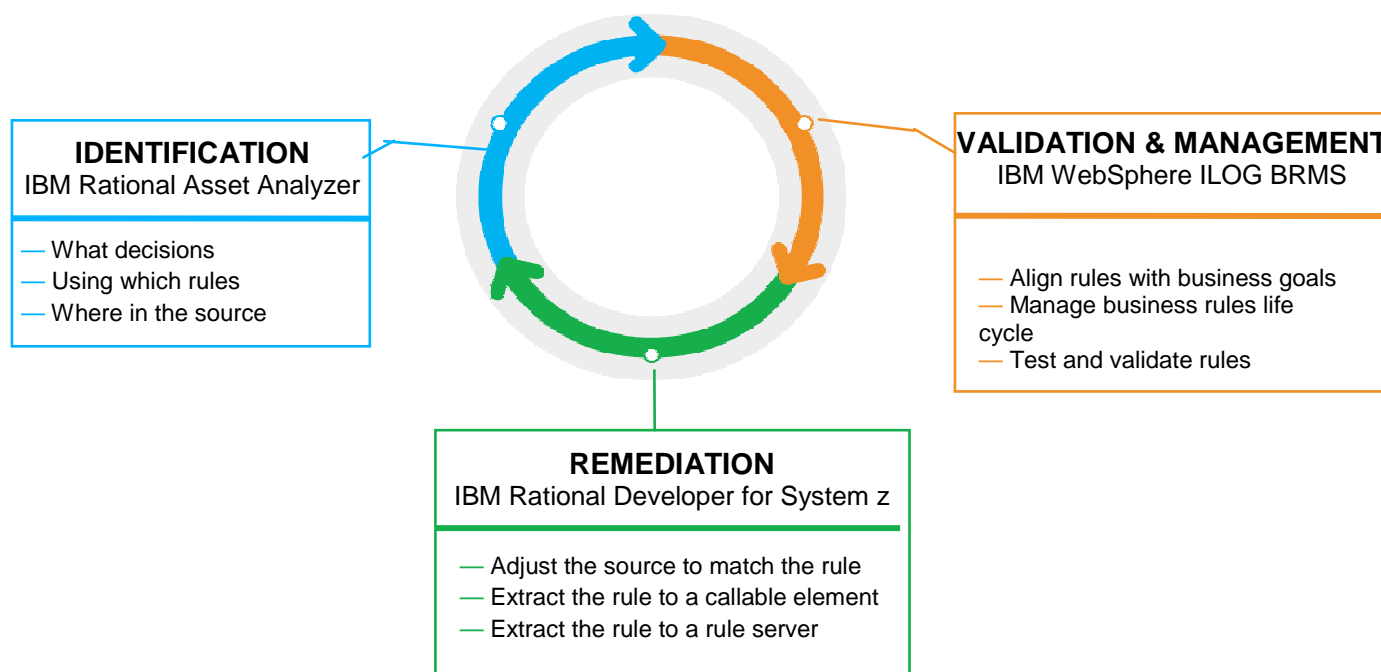 IDENTIFICATION
IBM Rational Asset Analyzer
— What decisions
— Using which rules
— Where in the source
VALIDATION & MANAGEMENT
IBM WebSphere ILOG BRMS
— Align rules with business goals
— Manage business rules life
cycle
— Test and validate rules
REMEDIATION
IBM Rational Developer for System z
— Adjust the source to match the rule
— Extract the rule to a callable element
— Extract the rule to a rule server